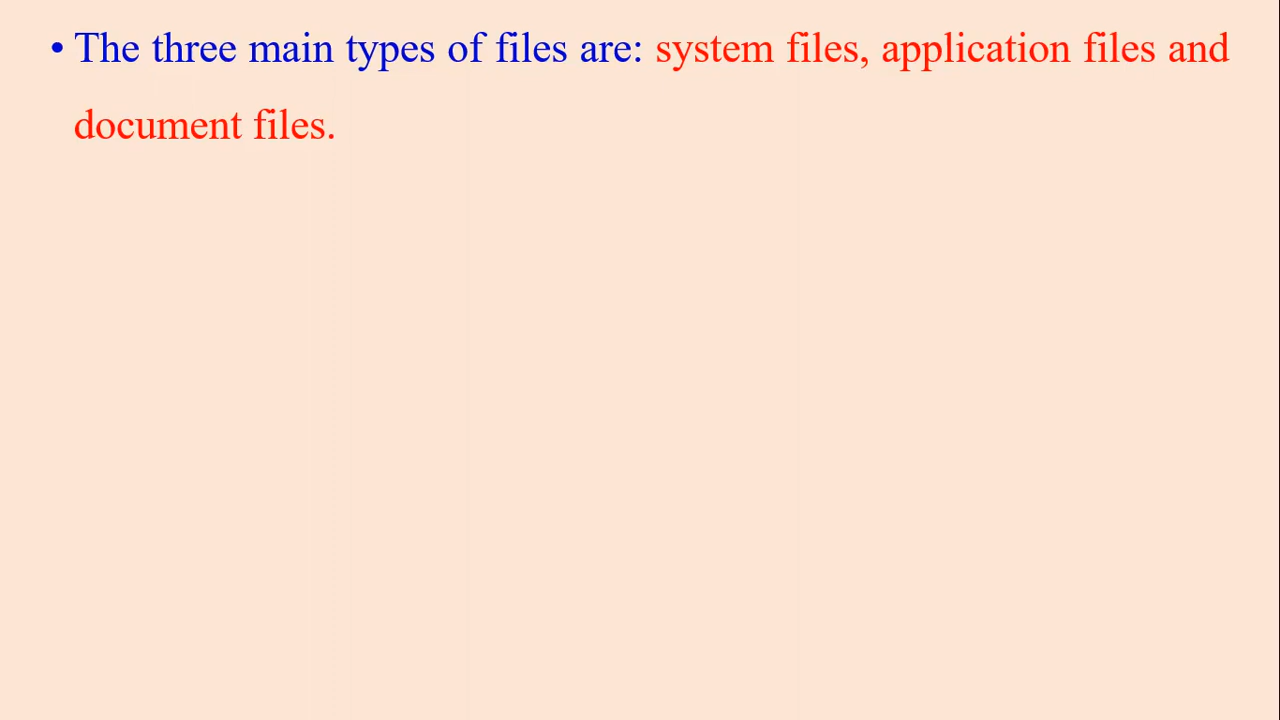 • The three main types of files are: system files, application files and
document files.